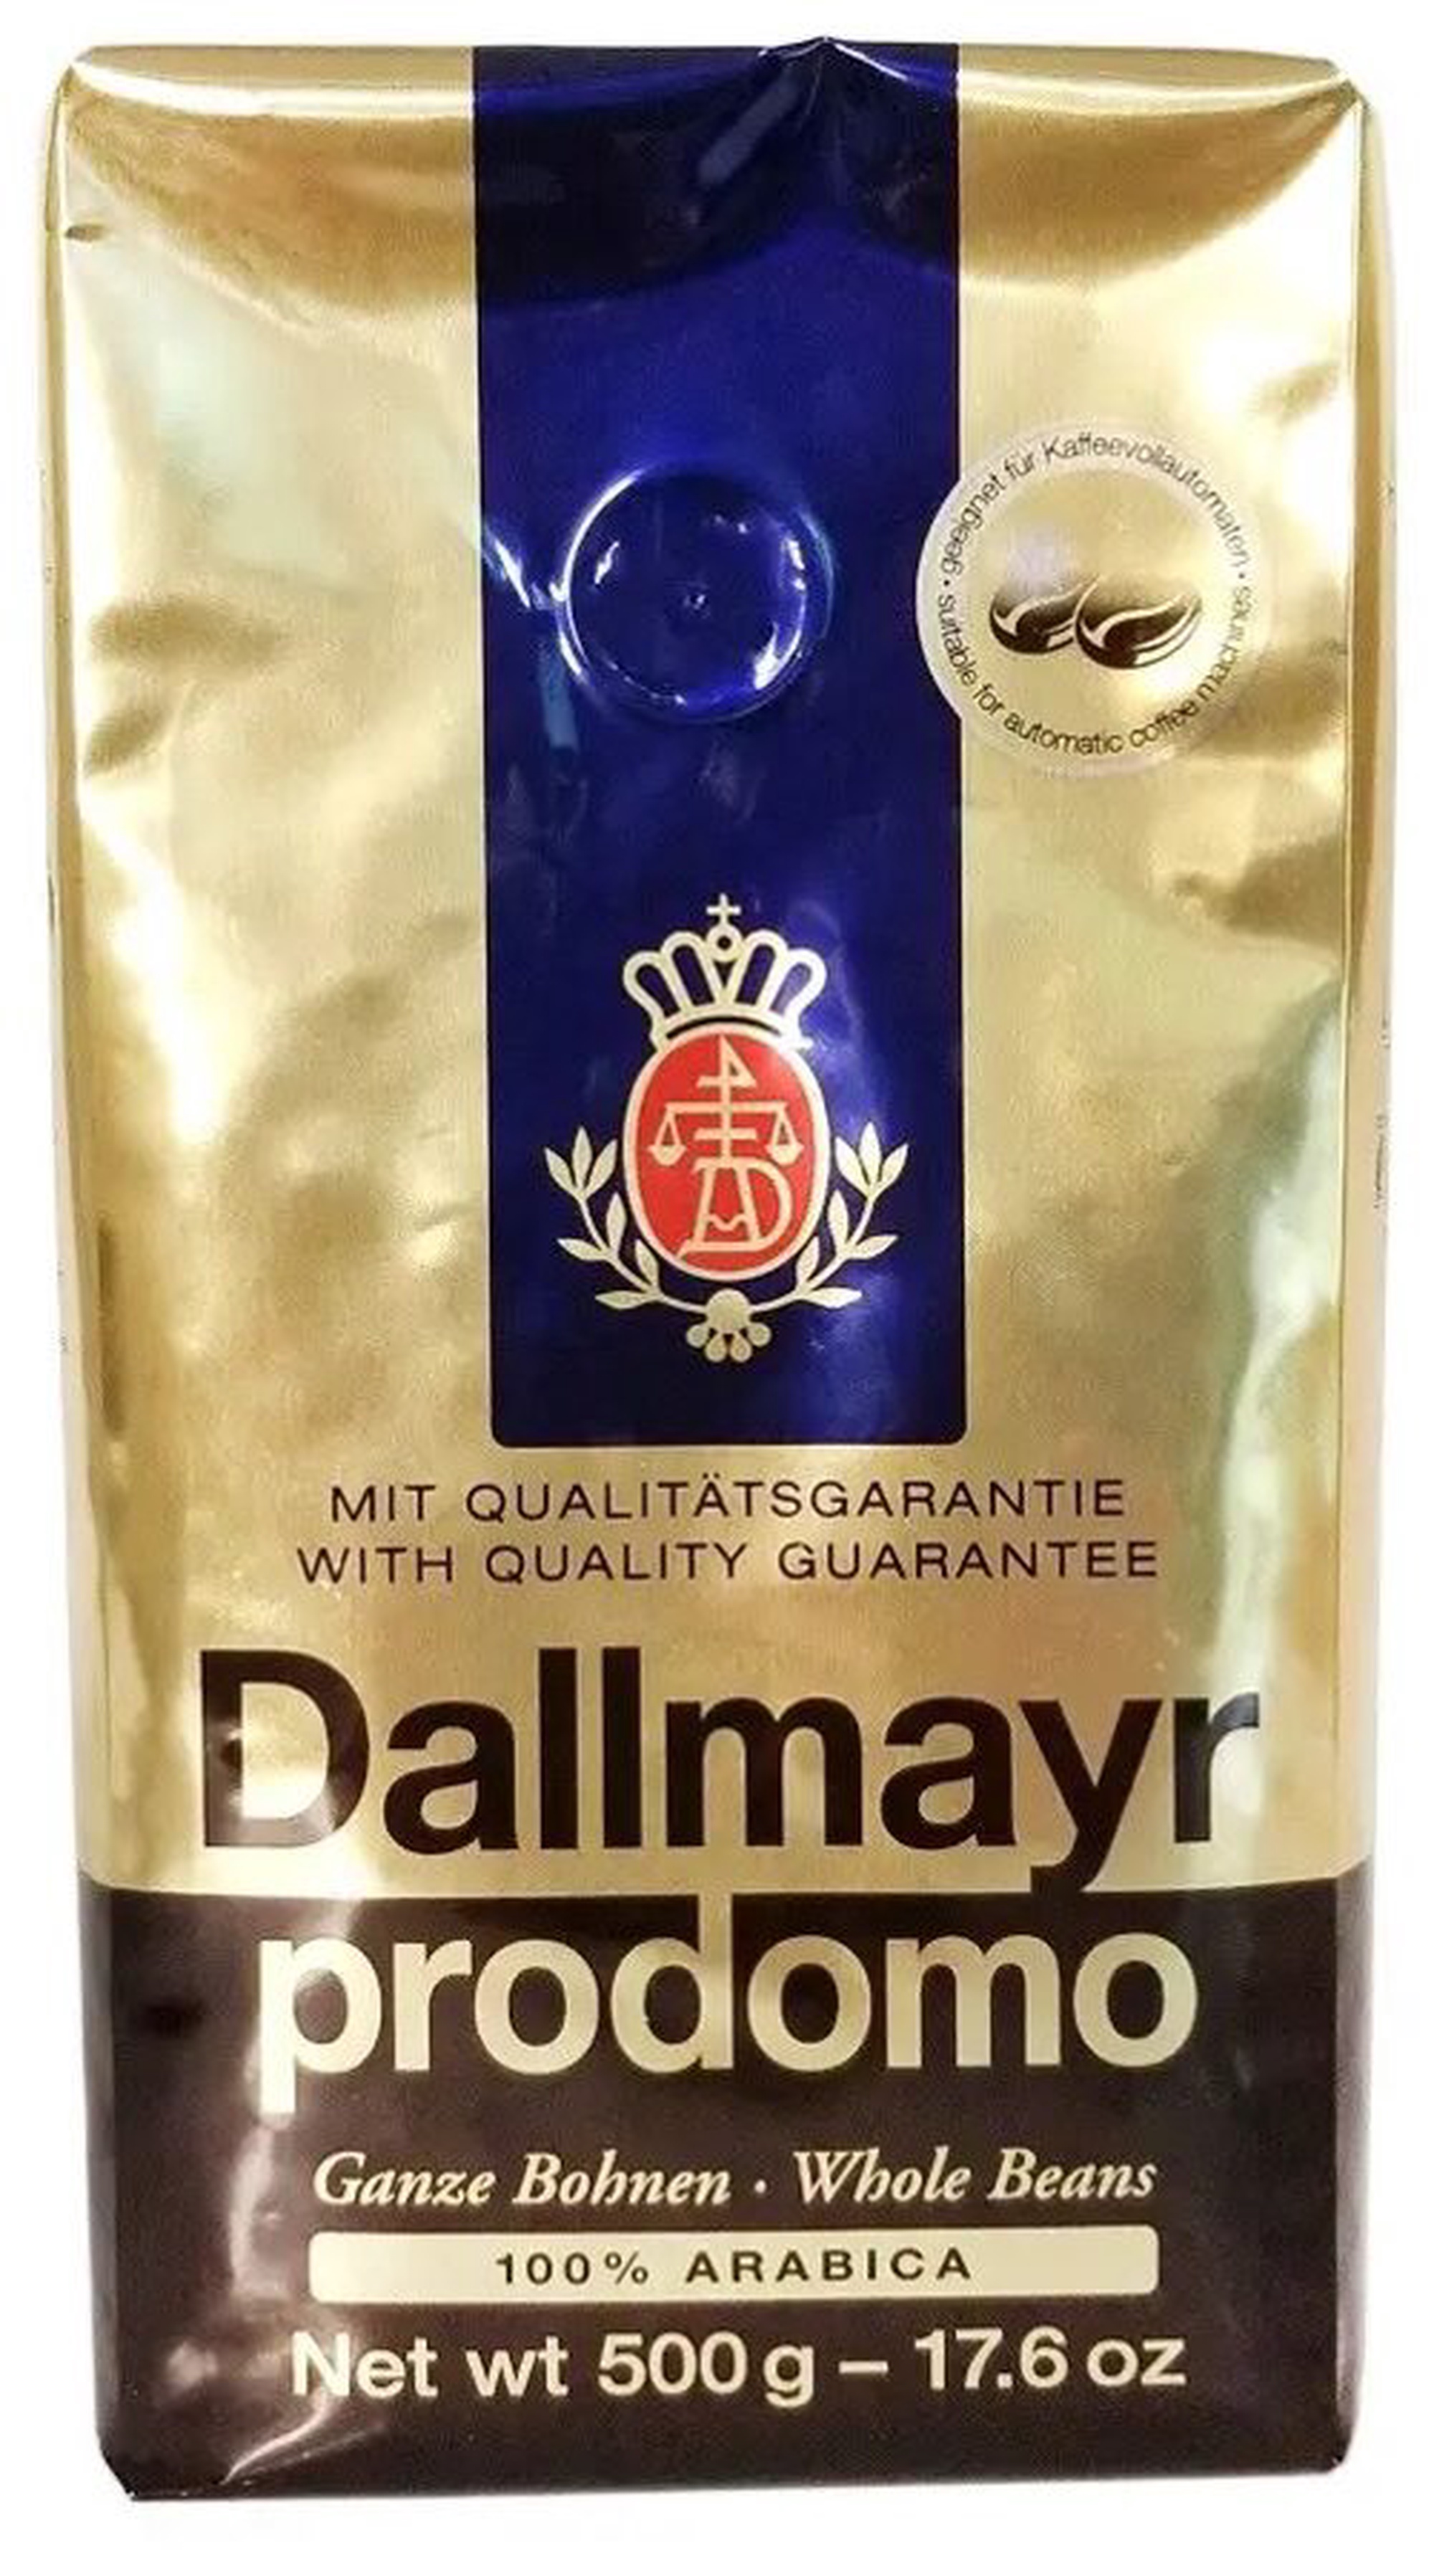 geeignet für Kaffeevollautomaten · suitable for automatic coffee machines ·
MIT QUALITÄTSGARANTIE
WITH QUALITY GUARANTEE
Dallmayr
prodomo
Ganze Bohnen · Whole Beans
100% ARABICA
Net wt 500 g – 17.6 oz